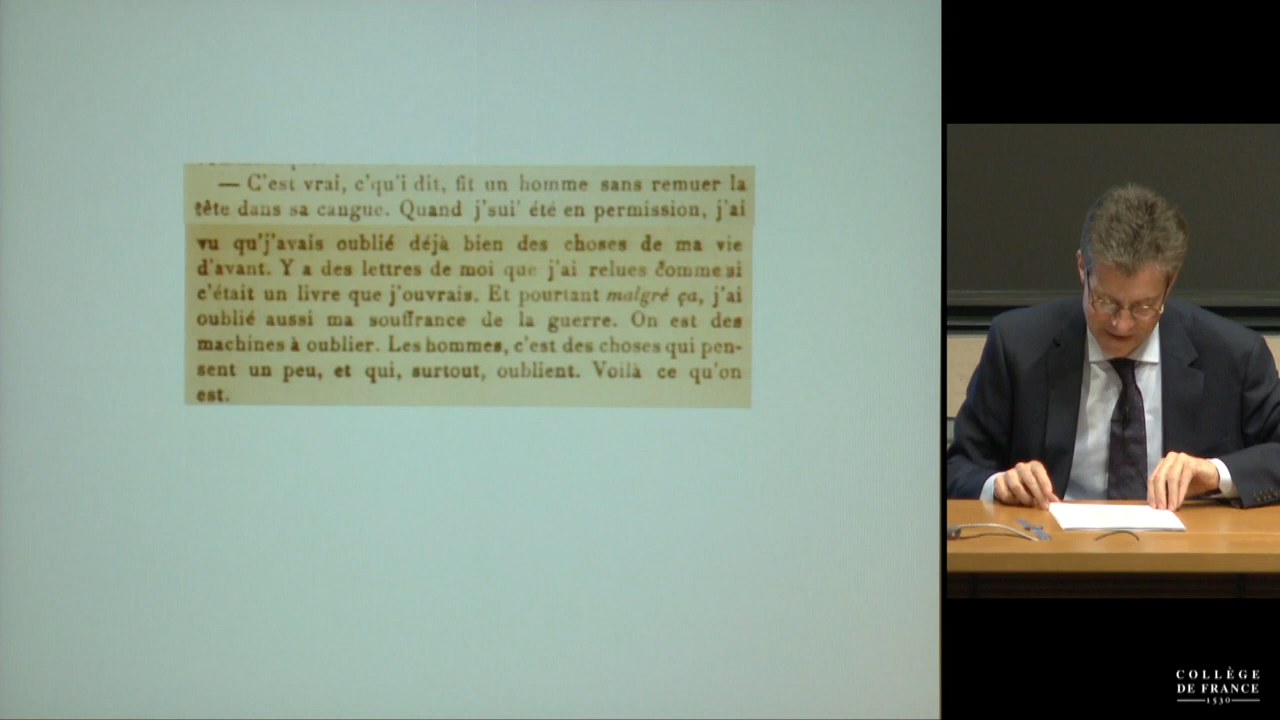 — C'est vrai, c'qu'i dit, fit un homme sans remuer la
tête dans sa cangue. Quand j'sui' été en permission, j'ai
vu qu'j'avais oublié déjà bien des choses de ma vie
d'avant. Y a des lettres de moi que j'ai relues comme si
c'était un livre que j'ouvrais. Et pourtant malgré ça, j'ai
oublié aussi ma souffrance de la guerre. On est des
machines à oublier. Les hommes, c'est des choses qui pen-
sent un peu, et qui, surtout, oublient. Voilà ce qu'on
est.
COLLÈGE
DE FRANCE
1530